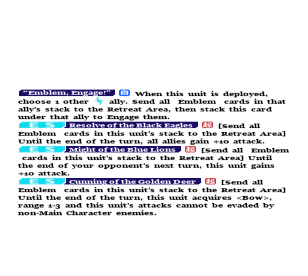 "Emblem, Engage!" When this unit is deployed,
choose 1 other ally. Send all Emblem cards in that
ally's stack to the Retreat Area, then stack this card
under that ally to Engage them.
ES Resolve of the Black Eagles [Send all
Emblem cards in this unit's stack to the Retreat Area]
Until the end of the turn, all allies gain +10 attack.
ES Might of the Blue Lions [Send all Emblem
cards in this unit's stack to the Retreat Area] Until
the end of your opponent's next turn, this unit gains
+10 attack.
ES Cunning of the Golden Deer [Send all
Emblem cards in this unit's stack to the Retreat Area]
Until the end of the turn, this unit acquires <Bow>,
range 1-3 and this unit's attacks cannot be evaded by
non-Main Character enemies.